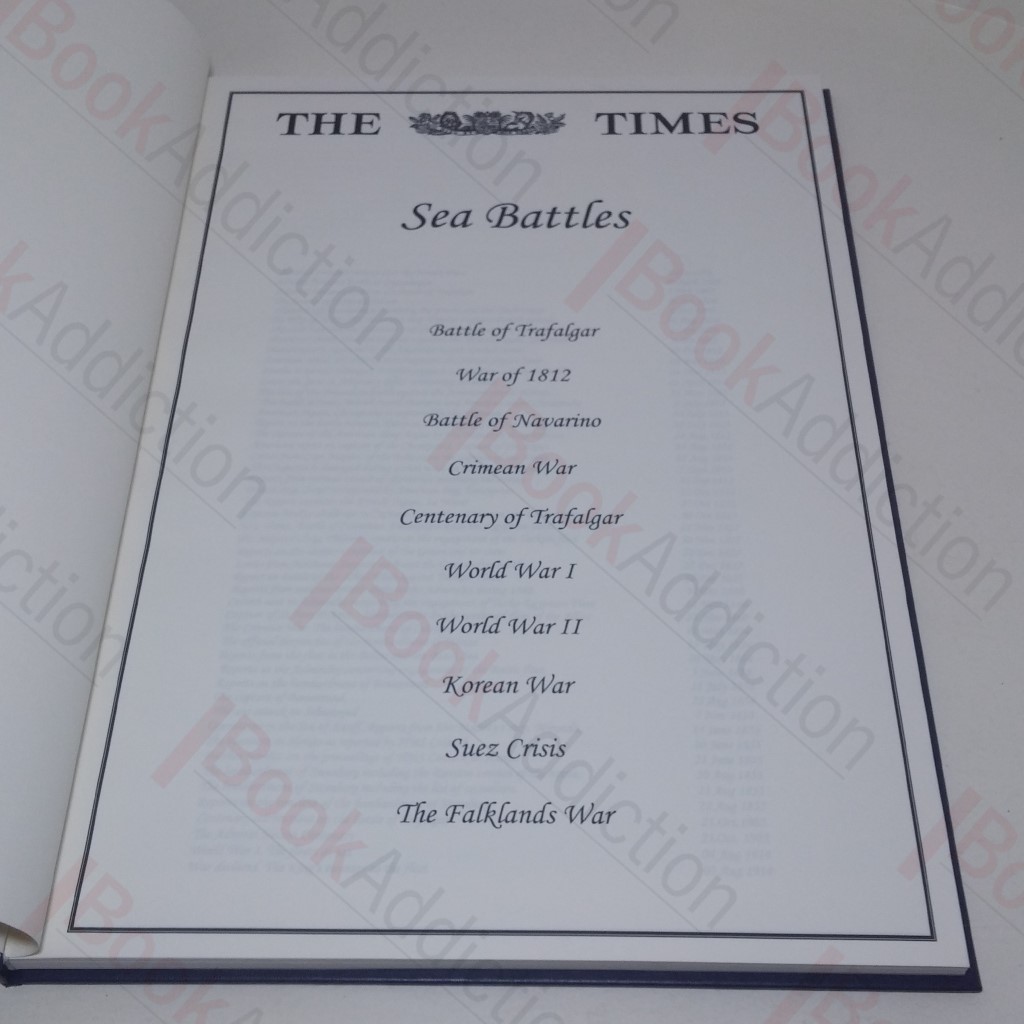 THE TIMES
Sea Battles
Battle of Trafalgar
War of 1812
Battle of Navarino
Crimean War
Centenary of Trafalgar
World War I
World War II
Korean War
Suez Crisis
The Falklands War
BookAddiction